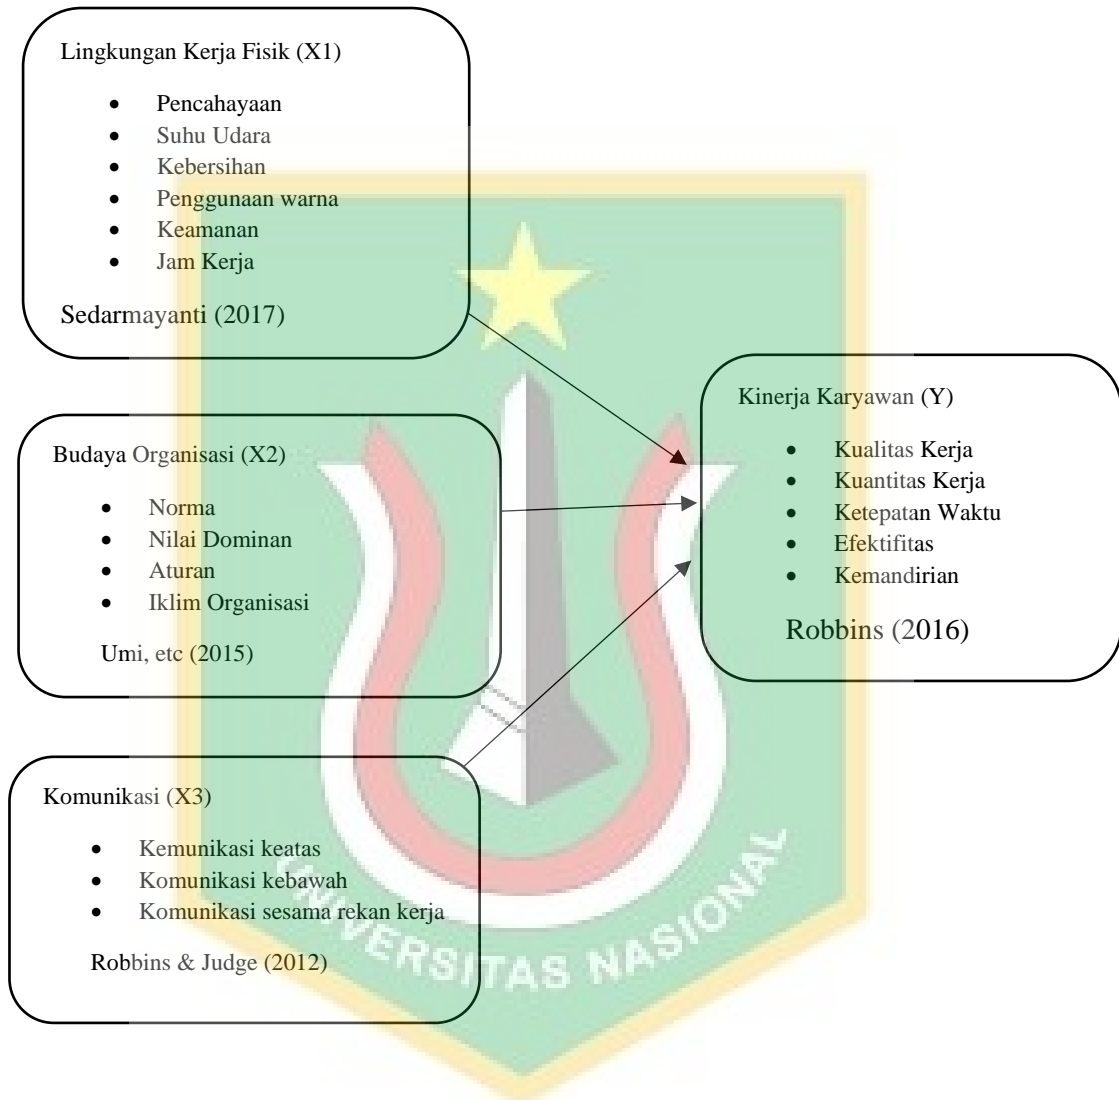 Lingkungan Kerja Fisik (X1)
• Pencahayaan
• Suhu Udara
• Kebersihan
• Penggunaan warna
• Keamanan
• Jam Kerja
Sedarmayanti (2017)
Budaya Organisasi (X2)
• Norma
• Nilai Dominan
• Aturan
• Iklim Organisasi
Umi, etc (2015)
Komunikasi (X3)
• Kemunikasi keatas
• Komunikasi kebawah
• Komunikasi sesama rekan kerja
Robbins & Judge (2012)
Kinerja Karyawan (Y)
• Kualitas Kerja
• Kuantitas Kerja
• Ketepatan Waktu
• Efektifitas
• Kemandirian
Robbins (2016)
UNIVERSITAS NASIONAL